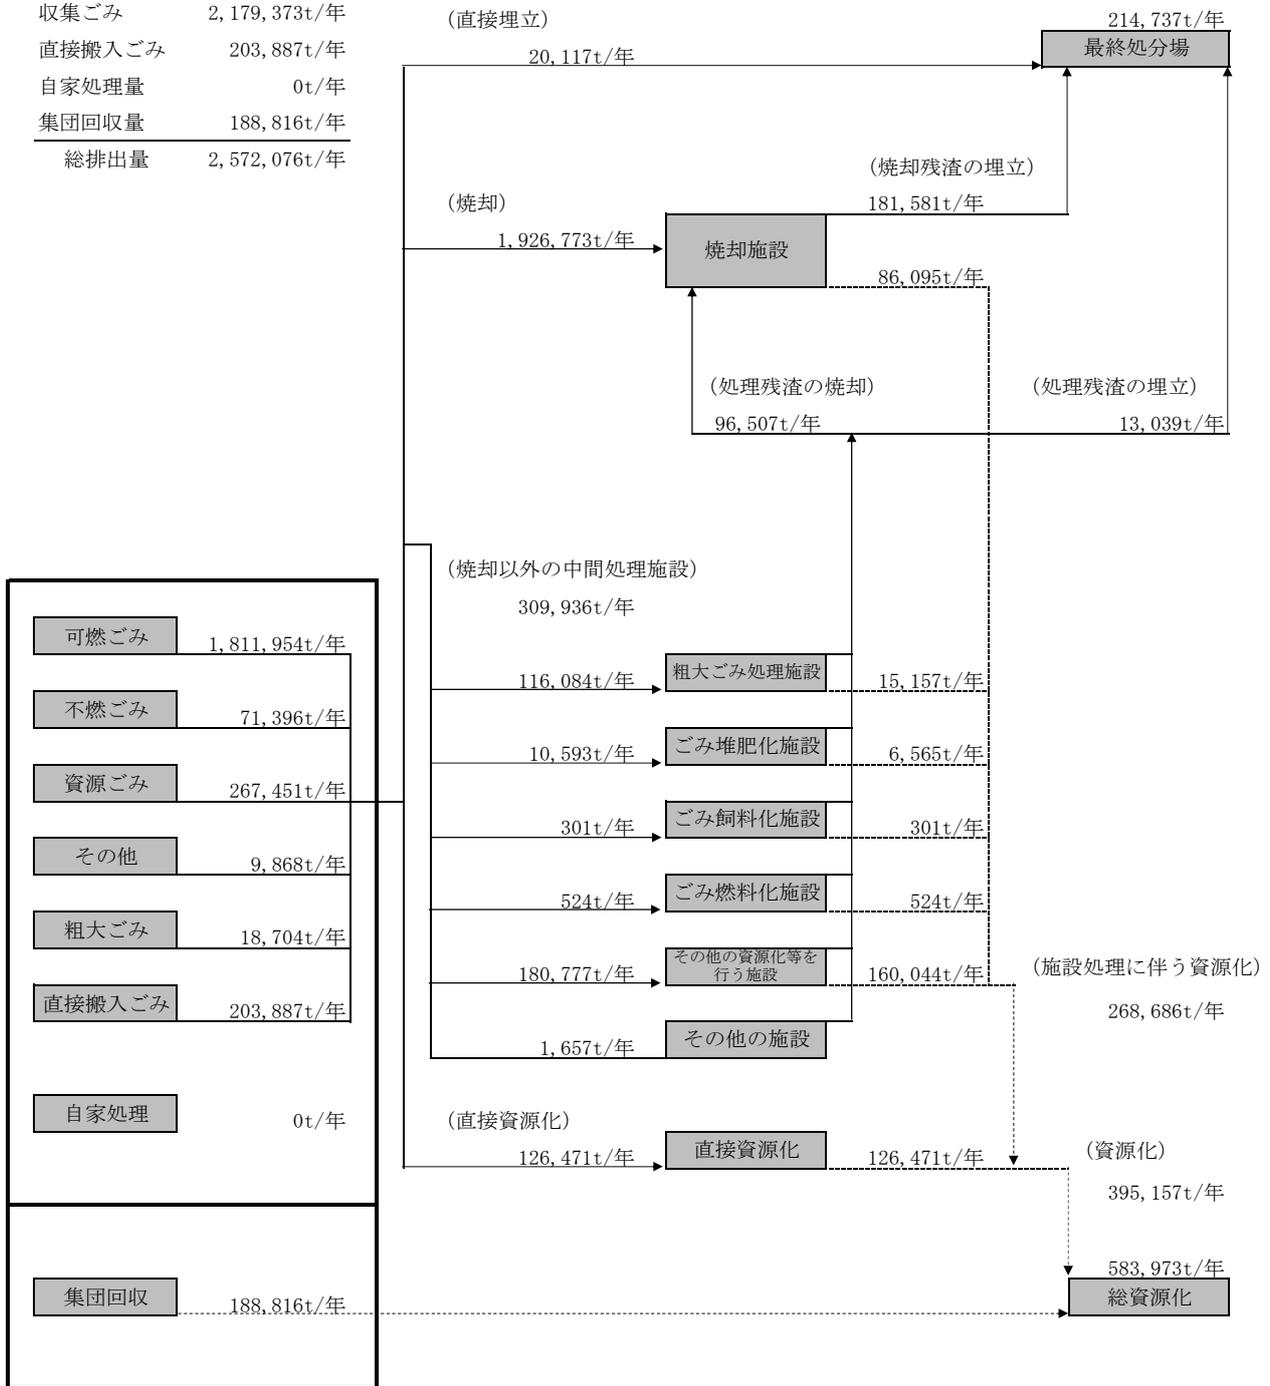 収集ごみ 2,179,373t/年
直接搬入ごみ 203,887t/年
自家処理量 0t/年
集団回収量 188,816t/年
総排出量 2,572,076t/年
(直接埋立)
20,117t/年
214,737t/年
最終処分場
(焼却残渣の埋立)
181,581t/年
(焼却)
1,926,773t/年
焼却施設
86,095t/年
(処理残渣の焼却)
96,507t/年
(処理残渣の埋立)
13,039t/年
(焼却以外の中間処理施設)
309,936t/年
可燃ごみ 1,811,954t/年
不燃ごみ 71,396t/年
資源ごみ 267,451t/年
その他 9,868t/年
粗大ごみ 18,704t/年
直接搬入ごみ 203,887t/年
自家処理 0t/年
116,084t/年 粗大ごみ処理施設 15,157t/年
10,593t/年 ごみ堆肥化施設 6,565t/年
301t/年 ごみ飼料化施設 301t/年
524t/年 ごみ燃料化施設 524t/年
その他の資源化等を
180,777t/年 行う施設 160,044t/年
1,657t/年 その他の施設
(施設処理に伴う資源化)
268,686t/年
(直接資源化)
126,471t/年 直接資源化 126,471t/年
(資源化)
395,157t/年
583,973t/年
集団回収 188,816t/年 総資源化